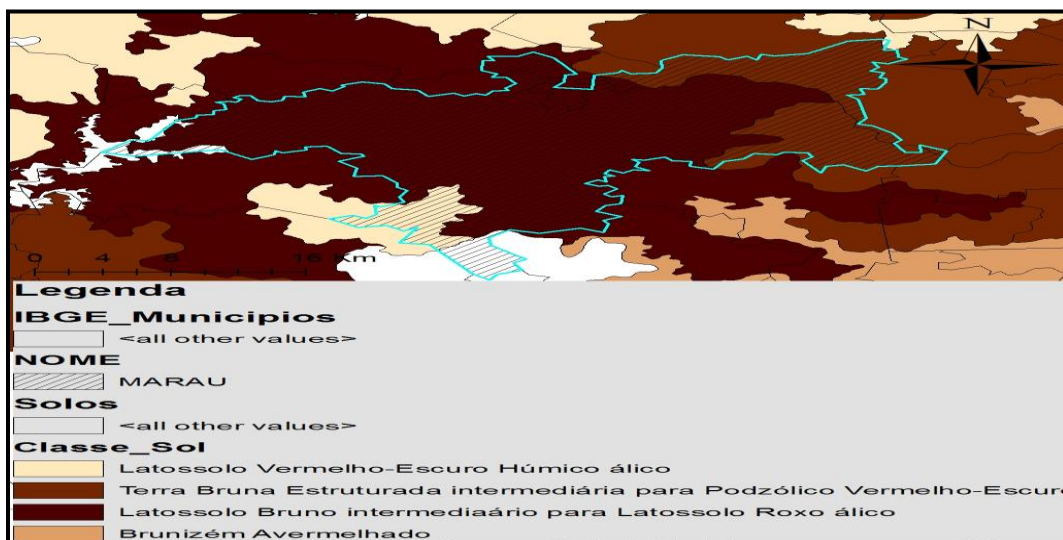 N
0 4 8 16 Km
Legenda
IBGE_Municipios
<all other values>
NOME
MARAU
Solos
<all other values>
Classe_Sol
Latossolo Vermelho-Escuro Húmico álico
Terra Bruna Estruturada intermediária para Podzólico Vermelho-Escuro
Latossolo Bruno intermediaário para Latossolo Roxo álico
Brunizém Avermelhado